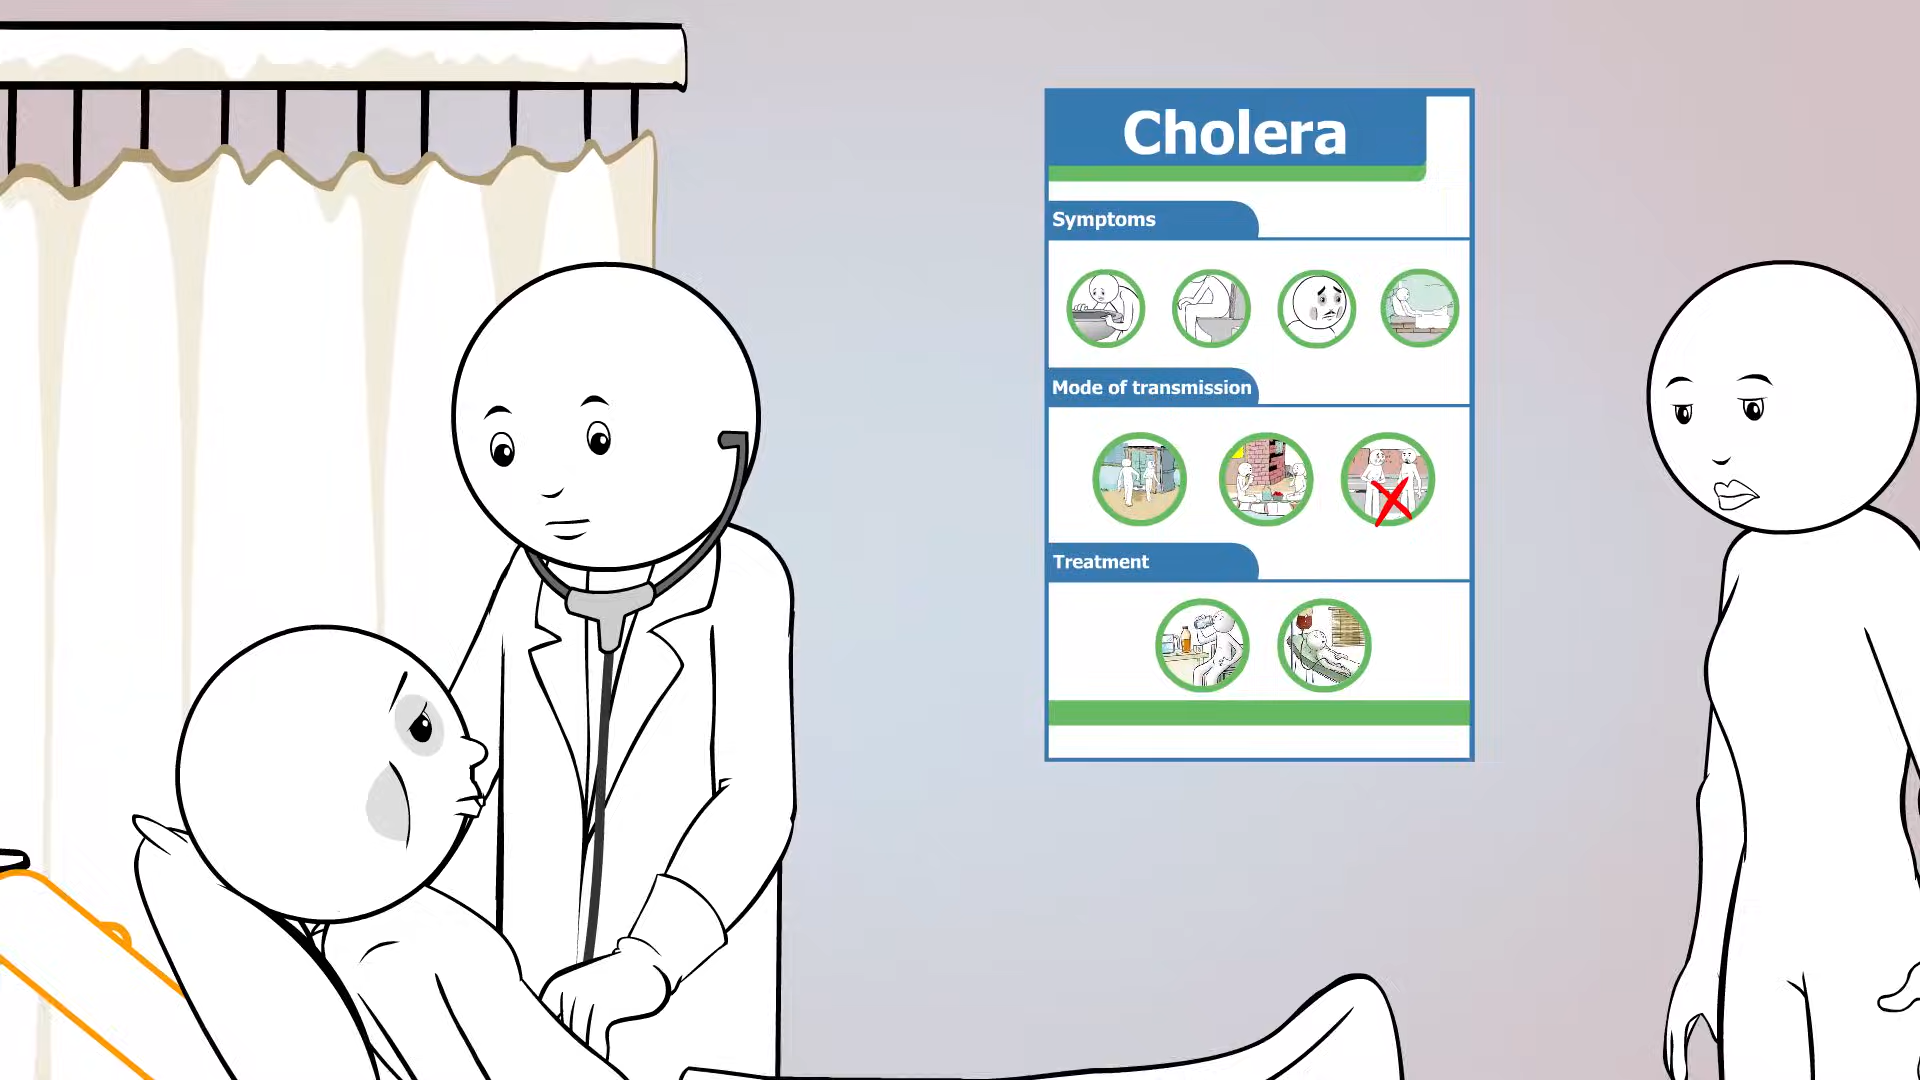 Cholera
Symptoms
Mode of transmission
Treatment